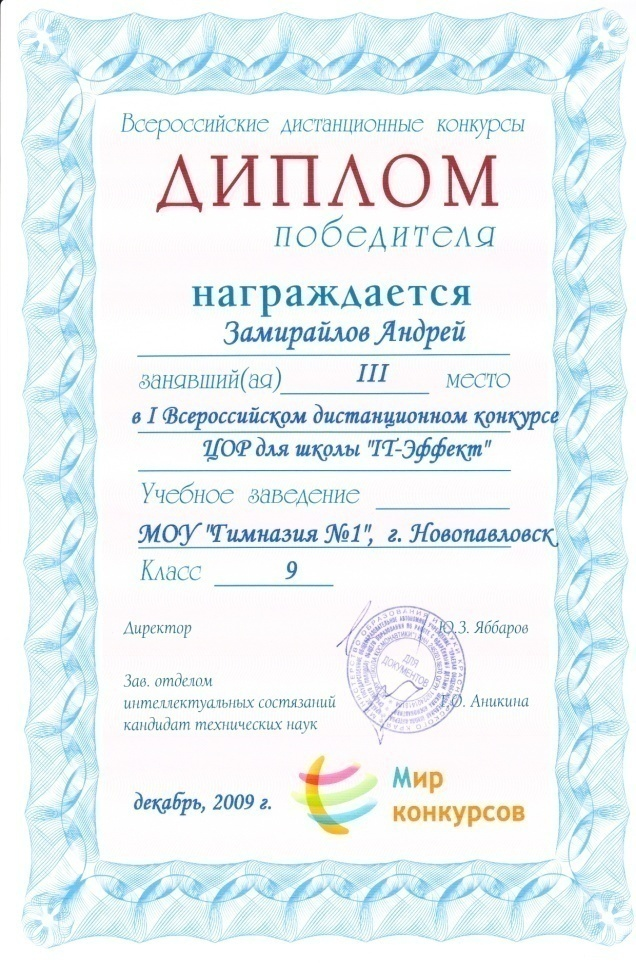 Всероссийские дистанционные конкурсы
ДИПЛОМ
победителя
награждается
Замирайлов Андрей
занявший(ая) III место
в I Всероссийском дистанционном конкурсе
ЦОР для школы "IT-Эффект"
Учебное заведение
МОУ "Гимназия №1", г. Новопавловск
Класс 9
Директор Ю.З. Яббаров
Зав. отделом
интеллектуальных состязаний Т.О. Аникина
кандидат технических наук
ДЛЯ
ДОКУМЕНТОВ
декабрь, 2009 г.
Мир
конкурсов